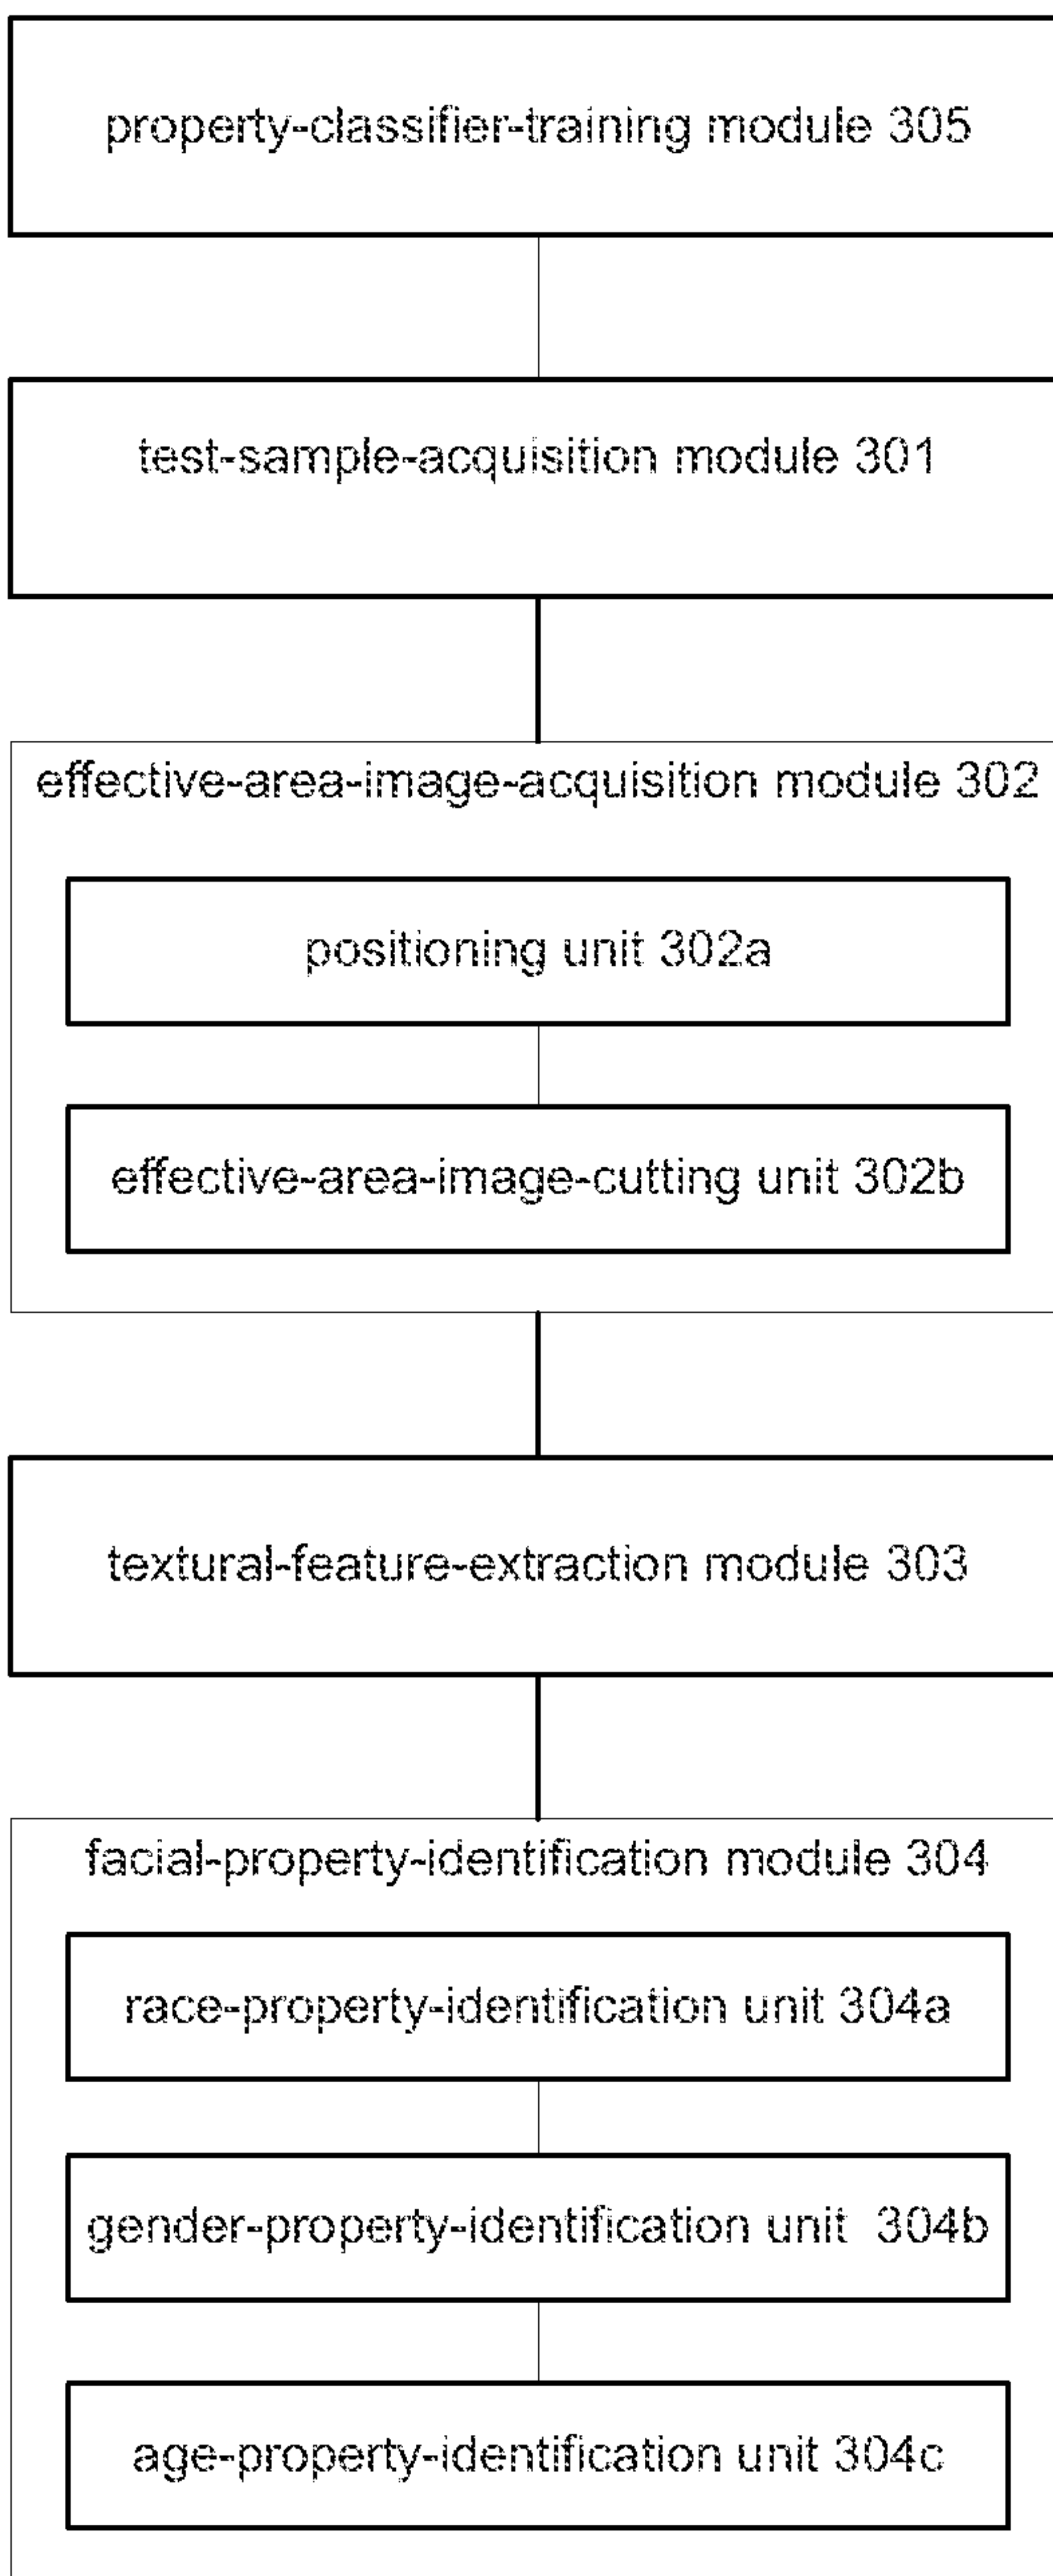 property-classifier-training module 305
test-sample-acquisition module 301
effective-area-image-acquisition module 302
positioning unit 302a
effective-area-image-cutting unit 302b
textural-feature-extraction module 303
facial-property-identification module 304
race-property-identification unit 304a
gender-property-identification unit 304b
age-property-identification unit 304c